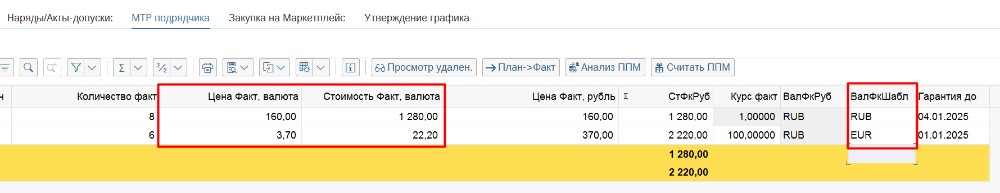 Наряды/Акты-допуски: МТР подрядчика Закупка на Маркетплейс Утверждение графика
Просмотр удален. План->Факт Анализ ППМ Считать ППМ
н Количество факт Цена Факт, валюта Стоимость Факт, валюта Цена Факт, рубль Σ СтФкРуб Курс факт ВалФкРуб ВалФкШабл Гарантия до
8 160,00 1 280,00 160,00 1 280,00 1,00000 RUB RUB 04.01.2025
6 3,70 22,20 370,00 2 220,00 100,00000 RUB EUR 01.01.2025
1 280,00
2 220,00